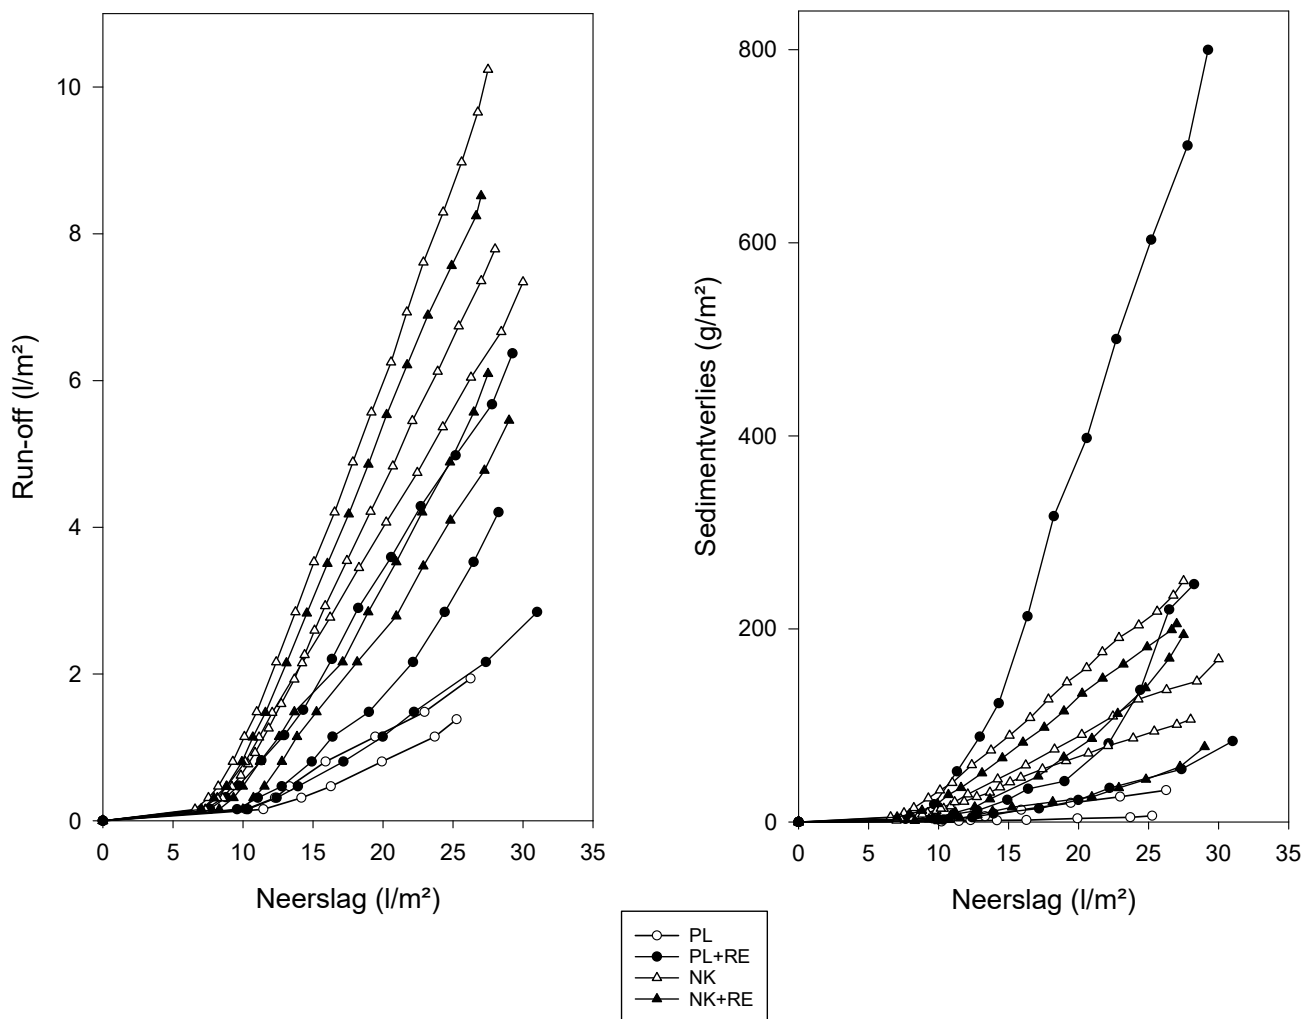 10
8
6
4
2
0
Run-off (l/m²)
0 5 10 15 20 25 30 35
Neerslag (l/m²)
800
600
400
200
0
Sedimentverlies (g/m²)
0 5 10 15 20 25 30 35
Neerslag (l/m²)
PL
PL+RE
NK
NK+RE